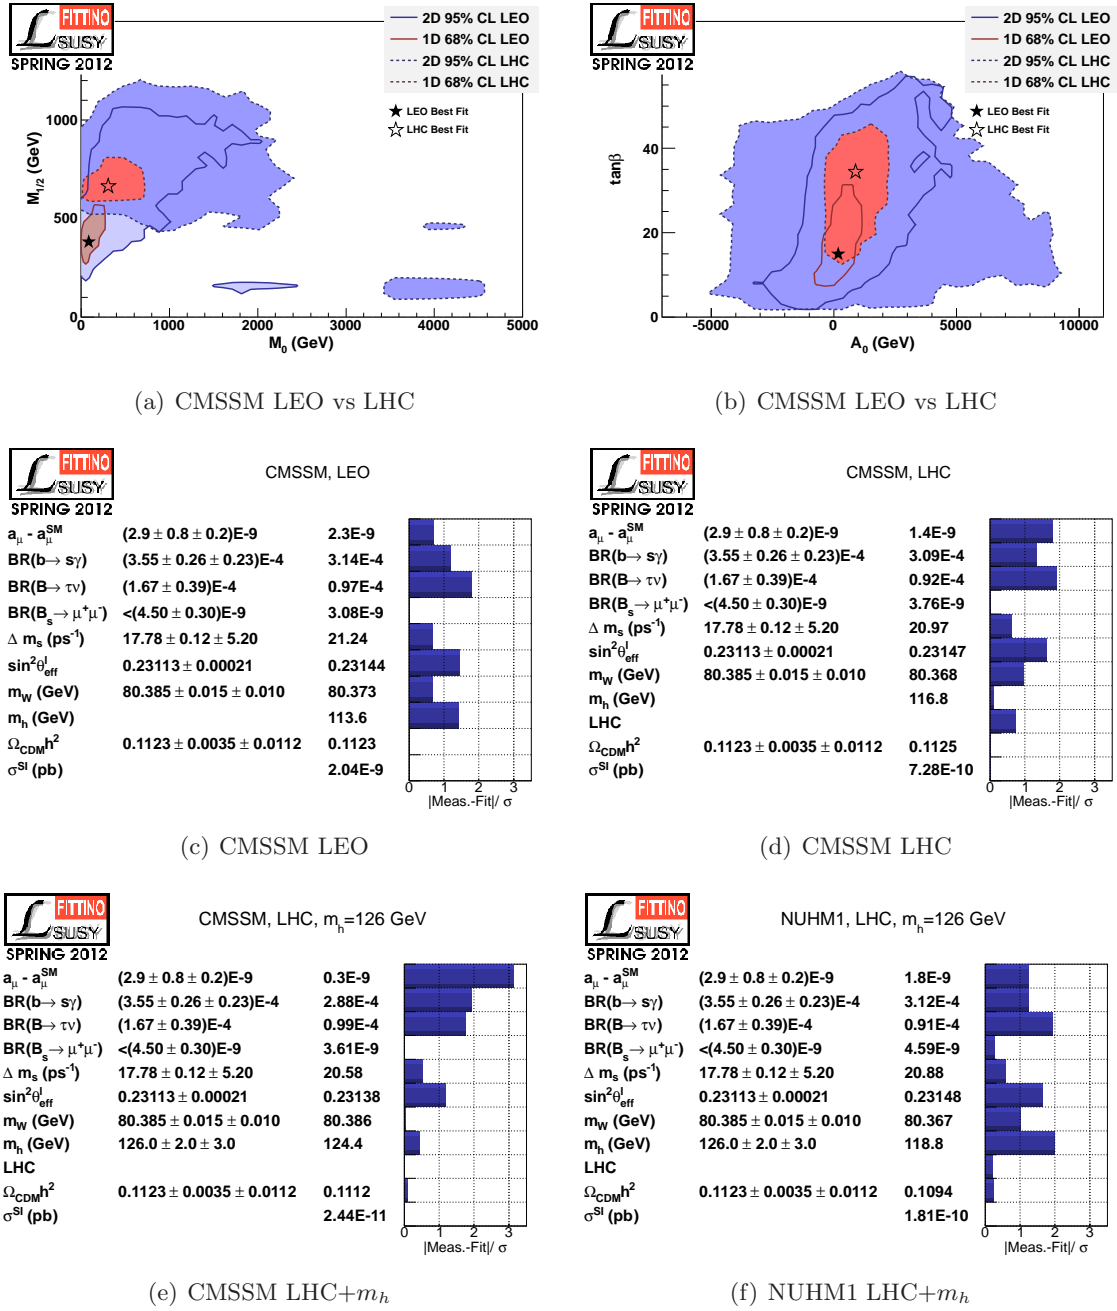 L FITTINO
SUSY
SPRING 2012
2D 95% CL LEO
1D 68% CL LEO
2D 95% CL LHC
1D 68% CL LHC
LEO Best Fit
LHC Best Fit
M1/2 (GeV)
1000
500
0
0 1000 2000 3000 4000 5000
M0 (GeV)
(a) CMSSM LEO vs LHC
L FITTINO
SUSY
SPRING 2012
2D 95% CL LEO
1D 68% CL LEO
2D 95% CL LHC
1D 68% CL LHC
LEO Best Fit
LHC Best Fit
tanβ
40
20
0
-5000 0 5000 10000
A0 (GeV)
(b) CMSSM LEO vs LHC
L FITTINO
SUSY
SPRING 2012
CMSSM, LEO
aμ - aμSM (2.9 ± 0.8 ± 0.2)E-9 2.3E-9
BR(b→ sγ) (3.55 ± 0.26 ± 0.23)E-4 3.14E-4
BR(B→ τν) (1.67 ± 0.39)E-4 0.97E-4
BR(Bs→ μ+μ-) <(4.50 ± 0.30)E-9 3.08E-9
Δ ms (ps-1) 17.78 ± 0.12 ± 5.20 21.24
sin2θleff 0.23113 ± 0.00021 0.23144
mW (GeV) 80.385 ± 0.015 ± 0.010 80.373
mh (GeV) 113.6
ΩCDMh2 0.1123 ± 0.0035 ± 0.0112 0.1123
σSI (pb) 2.04E-9
0 1 2 3
|Meas.-Fit|/ σ
(c) CMSSM LEO
L FITTINO
SUSY
SPRING 2012
CMSSM, LHC
aμ - aμSM (2.9 ± 0.8 ± 0.2)E-9 1.4E-9
BR(b→ sγ) (3.55 ± 0.26 ± 0.23)E-4 3.09E-4
BR(B→ τν) (1.67 ± 0.39)E-4 0.92E-4
BR(Bs→ μ+μ-) <(4.50 ± 0.30)E-9 3.76E-9
Δ ms (ps-1) 17.78 ± 0.12 ± 5.20 20.97
sin2θleff 0.23113 ± 0.00021 0.23147
mW (GeV) 80.385 ± 0.015 ± 0.010 80.368
mh (GeV) 116.8
LHC
ΩCDMh2 0.1123 ± 0.0035 ± 0.0112 0.1125
σSI (pb) 7.28E-10
0 1 2 3
|Meas.-Fit|/ σ
(d) CMSSM LHC
L FITTINO
SUSY
SPRING 2012
CMSSM, LHC, mh=126 GeV
aμ - aμSM (2.9 ± 0.8 ± 0.2)E-9 0.3E-9
BR(b→ sγ) (3.55 ± 0.26 ± 0.23)E-4 2.88E-4
BR(B→ τν) (1.67 ± 0.39)E-4 0.99E-4
BR(Bs→ μ+μ-) <(4.50 ± 0.30)E-9 3.61E-9
Δ ms (ps-1) 17.78 ± 0.12 ± 5.20 20.58
sin2θleff 0.23113 ± 0.00021 0.23138
mW (GeV) 80.385 ± 0.015 ± 0.010 80.386
mh (GeV) 126.0 ± 2.0 ± 3.0 124.4
LHC
ΩCDMh2 0.1123 ± 0.0035 ± 0.0112 0.1112
σSI (pb) 2.44E-11
0 1 2 3
|Meas.-Fit|/ σ
(e) CMSSM LHC+mh
L FITTINO
SUSY
SPRING 2012
NUHM1, LHC, mh=126 GeV
aμ - aμSM (2.9 ± 0.8 ± 0.2)E-9 1.8E-9
BR(b→ sγ) (3.55 ± 0.26 ± 0.23)E-4 3.12E-4
BR(B→ τν) (1.67 ± 0.39)E-4 0.91E-4
BR(Bs→ μ+μ-) <(4.50 ± 0.30)E-9 4.59E-9
Δ ms (ps-1) 17.78 ± 0.12 ± 5.20 20.88
sin2θleff 0.23113 ± 0.00021 0.23148
mW (GeV) 80.385 ± 0.015 ± 0.010 80.367
mh (GeV) 126.0 ± 2.0 ± 3.0 118.8
LHC
ΩCDMh2 0.1123 ± 0.0035 ± 0.0112 0.1094
σSI (pb) 1.81E-10
0 1 2 3
|Meas.-Fit|/ σ
(f) NUHM1 LHC+mh